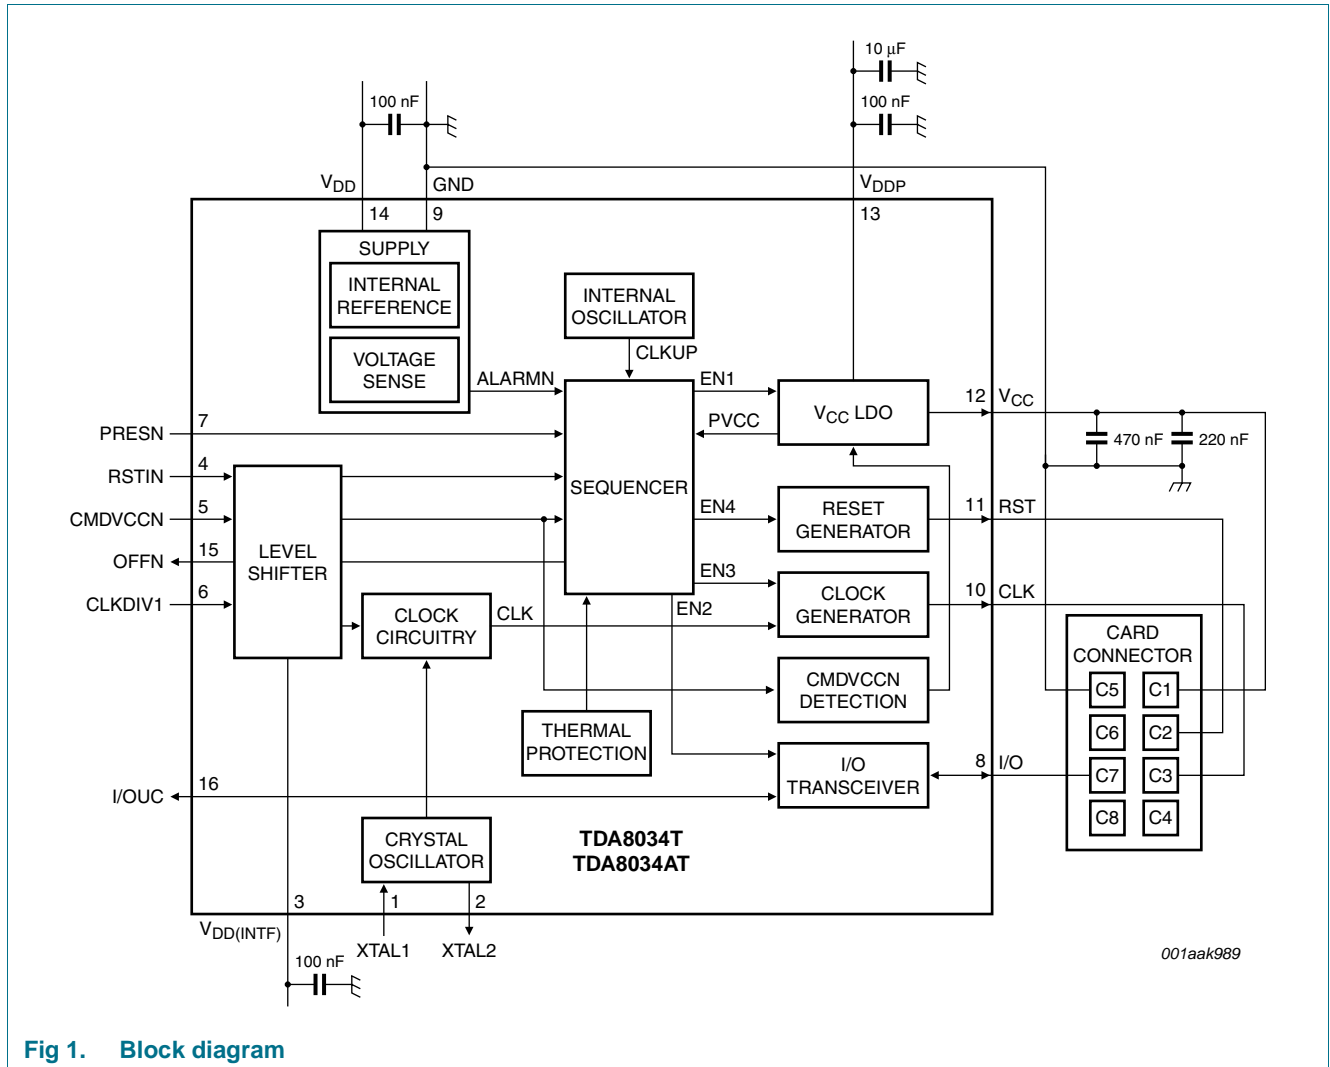 10 μF
100 nF
100 nF
VDD
GND
VDDP
14
9
13
SUPPLY
INTERNAL
REFERENCE
VOLTAGE
SENSE
INTERNAL
OSCILLATOR
CLKUP
ALARMN
EN1
PVCC
VCC LDO
12
VCC
470 nF
220 nF
PRESN
7
RSTIN
4
CMDVCCN
5
OFFN
15
CLKDIV1
6
LEVEL
SHIFTER
SEQUENCER
EN4
RESET
GENERATOR
11
RST
EN3
EN2
CLOCK
GENERATOR
10
CLK
CLOCK
CIRCUITRY
CLK
CMDVCCN
DETECTION
THERMAL
PROTECTION
I/O
TRANSCEIVER
8
I/O
CARD
CONNECTOR
C5
C1
C6
C2
C7
C3
C8
C4
I/OUC
16
CRYSTAL
OSCILLATOR
TDA8034T
TDA8034AT
3
1
2
VDD(INTF)
XTAL1
XTAL2
100 nF
001aak989
Fig 1. Block diagram